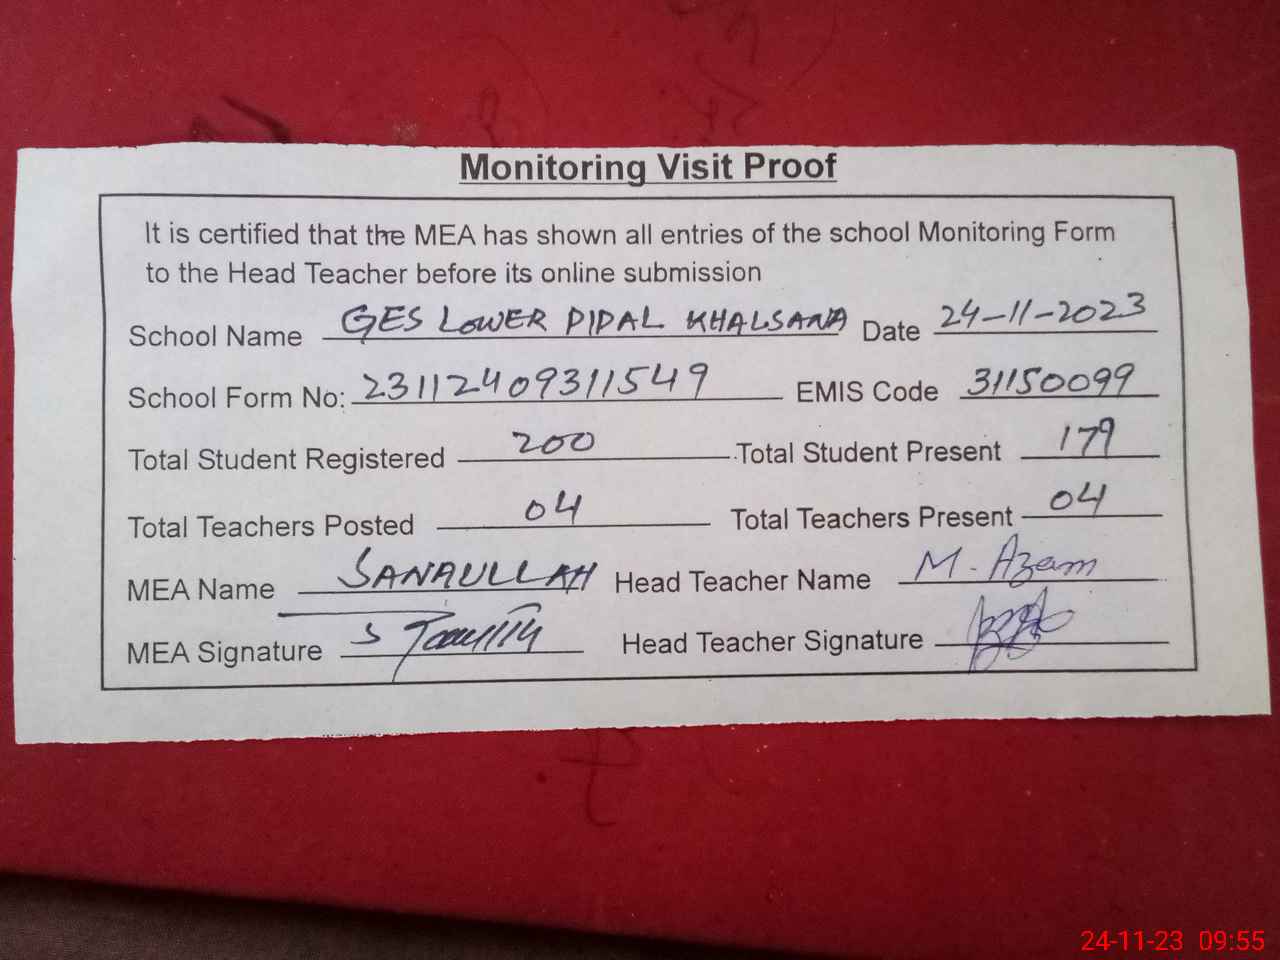 Monitoring Visit Proof
It is certified that the MEA has shown all entries of the school Monitoring Form
to the Head Teacher before its online submission
School Name GES LOWER PIPAL KHALSANA Date 24-11-2023
School Form No: 23112409311549 EMIS Code 31150099
Total Student Registered 200 Total Student Present 179
Total Teachers Posted 04 Total Teachers Present 04
MEA Name SANAULLAH Head Teacher Name M. Azam
MEA Signature Head Teacher Signature
24-11-23 09:55